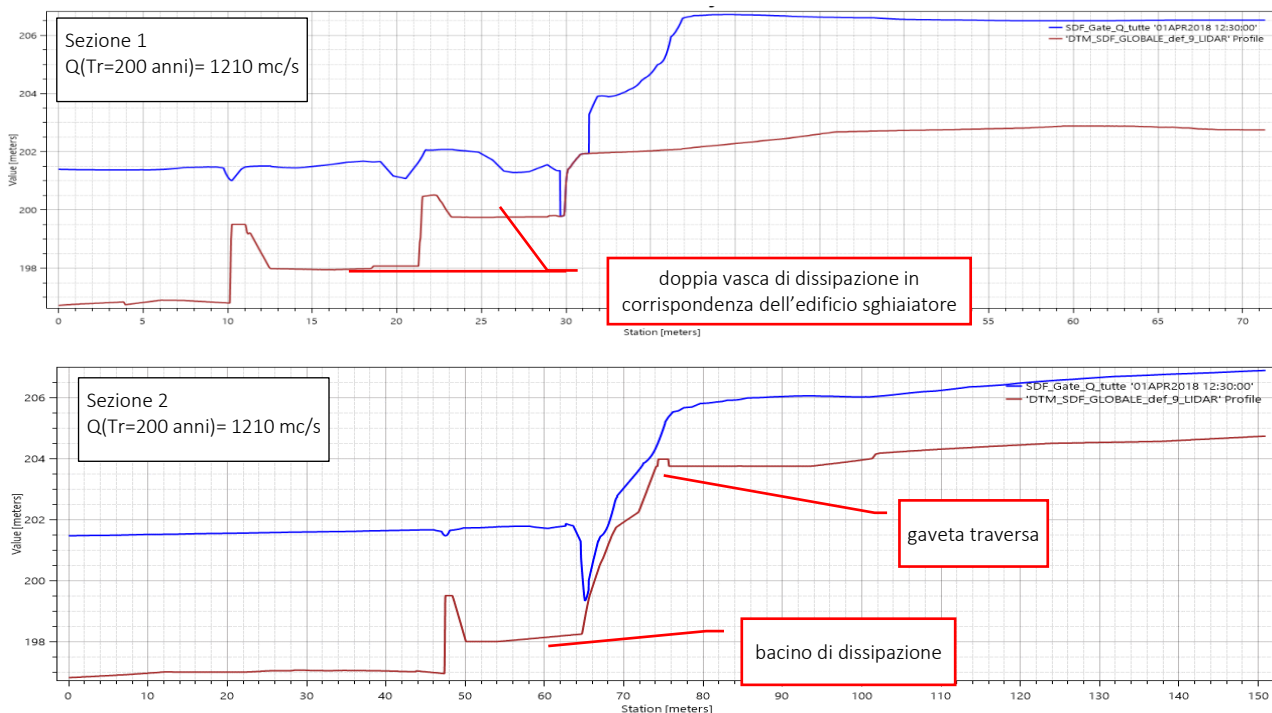 Sezione 1
Q(Tr=200 anni)= 1210 mc/s
SDF_Gate_Q_tutte '01APR2018 12:30:00'
'DTM_SDF_GLOBALE_def_9_LIDAR' Profile
Value [meters]
206
204
202
200
198
doppia vasca di dissipazione in
corrispondenza dell'edificio sghiaiatore
0 5 10 15 20 25 30 55 60 65 70
Station [meters]
Sezione 2
Q(Tr=200 anni)= 1210 mc/s
SDF_Gate_Q_tutte '01APR2018 12:30:00'
'DTM_SDF_GLOBALE_def_9_LIDAR' Profile
Value [meters]
206
204
202
200
198
gaveta traversa
bacino di dissipazione
0 10 20 30 40 50 60 70 80 90 100 110 120 130 140 150
Station [meters]